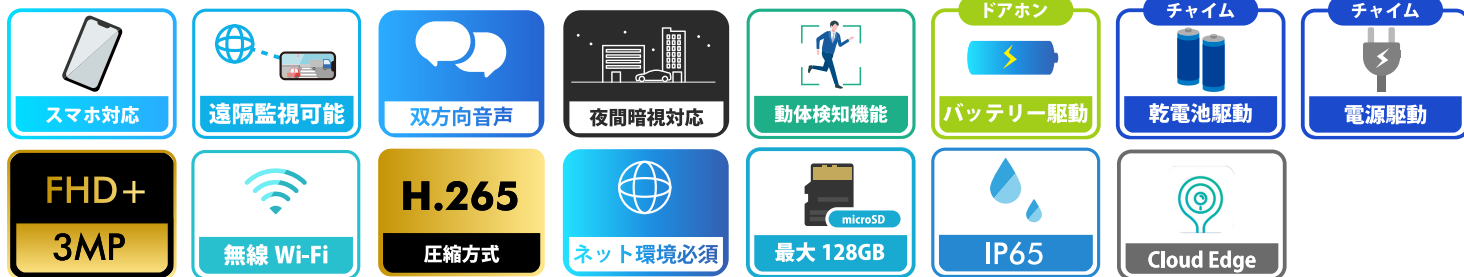 スマホ対応
遠隔監視可能
双方向音声
夜間暗視対応
動体検知機能
ドアホン
バッテリー駆動
チャイム
乾電池駆動
チャイム
電源駆動
FHD+
3MP
無線 Wi-Fi
H.265
圧縮方式
ネット環境必須
microSD
最大 128GB
IP65
Cloud Edge